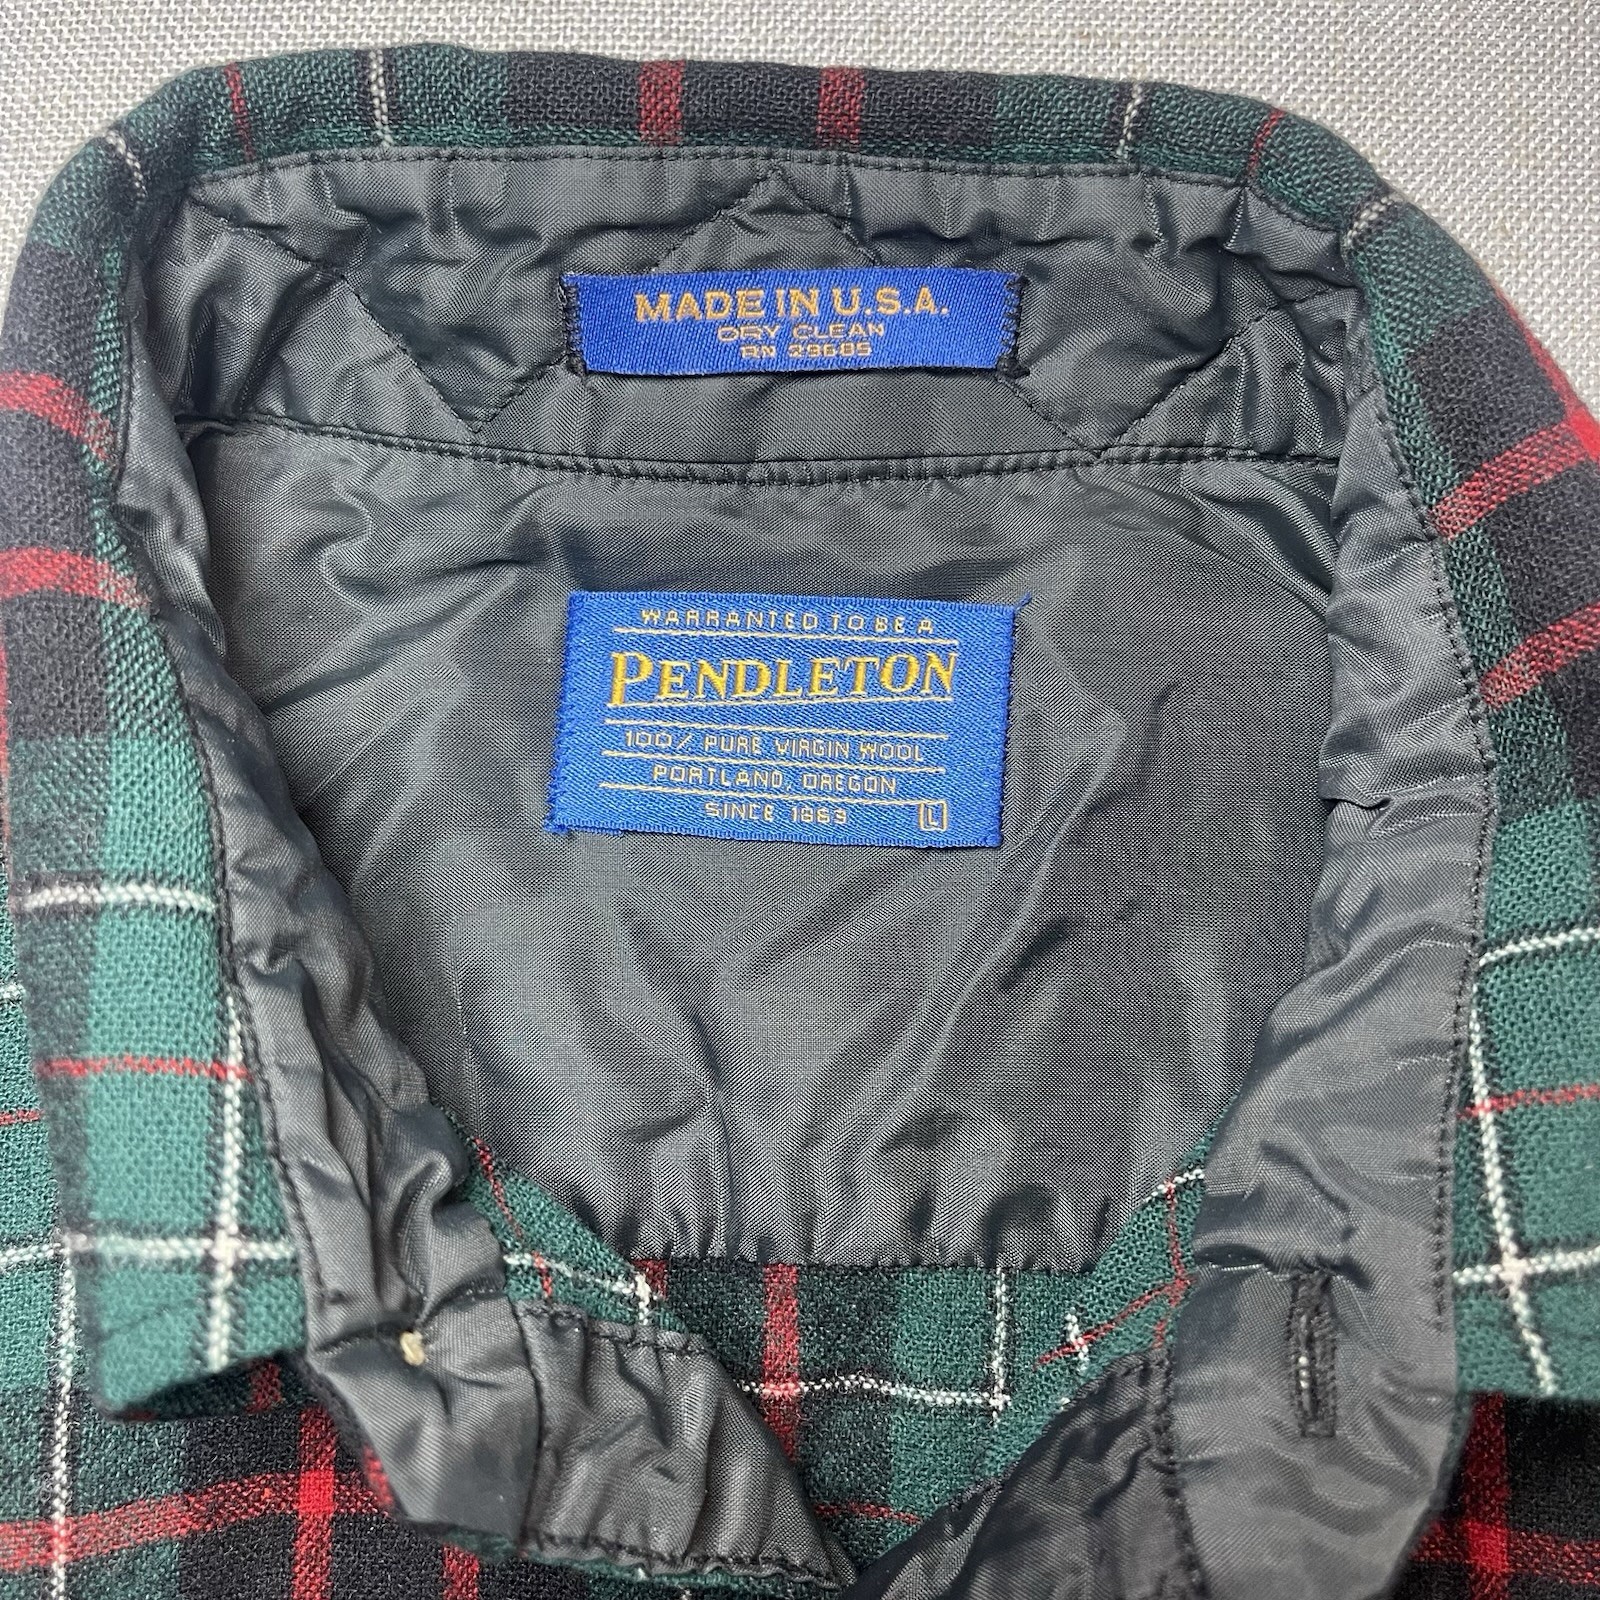 MADE IN U.S.A.
DRY CLEAN
RN 29685
WARRANTED TO BE A
PENDLETON
100% PURE VIRGIN WOOL
PORTLAND, OREGON
SINCE 1863 L